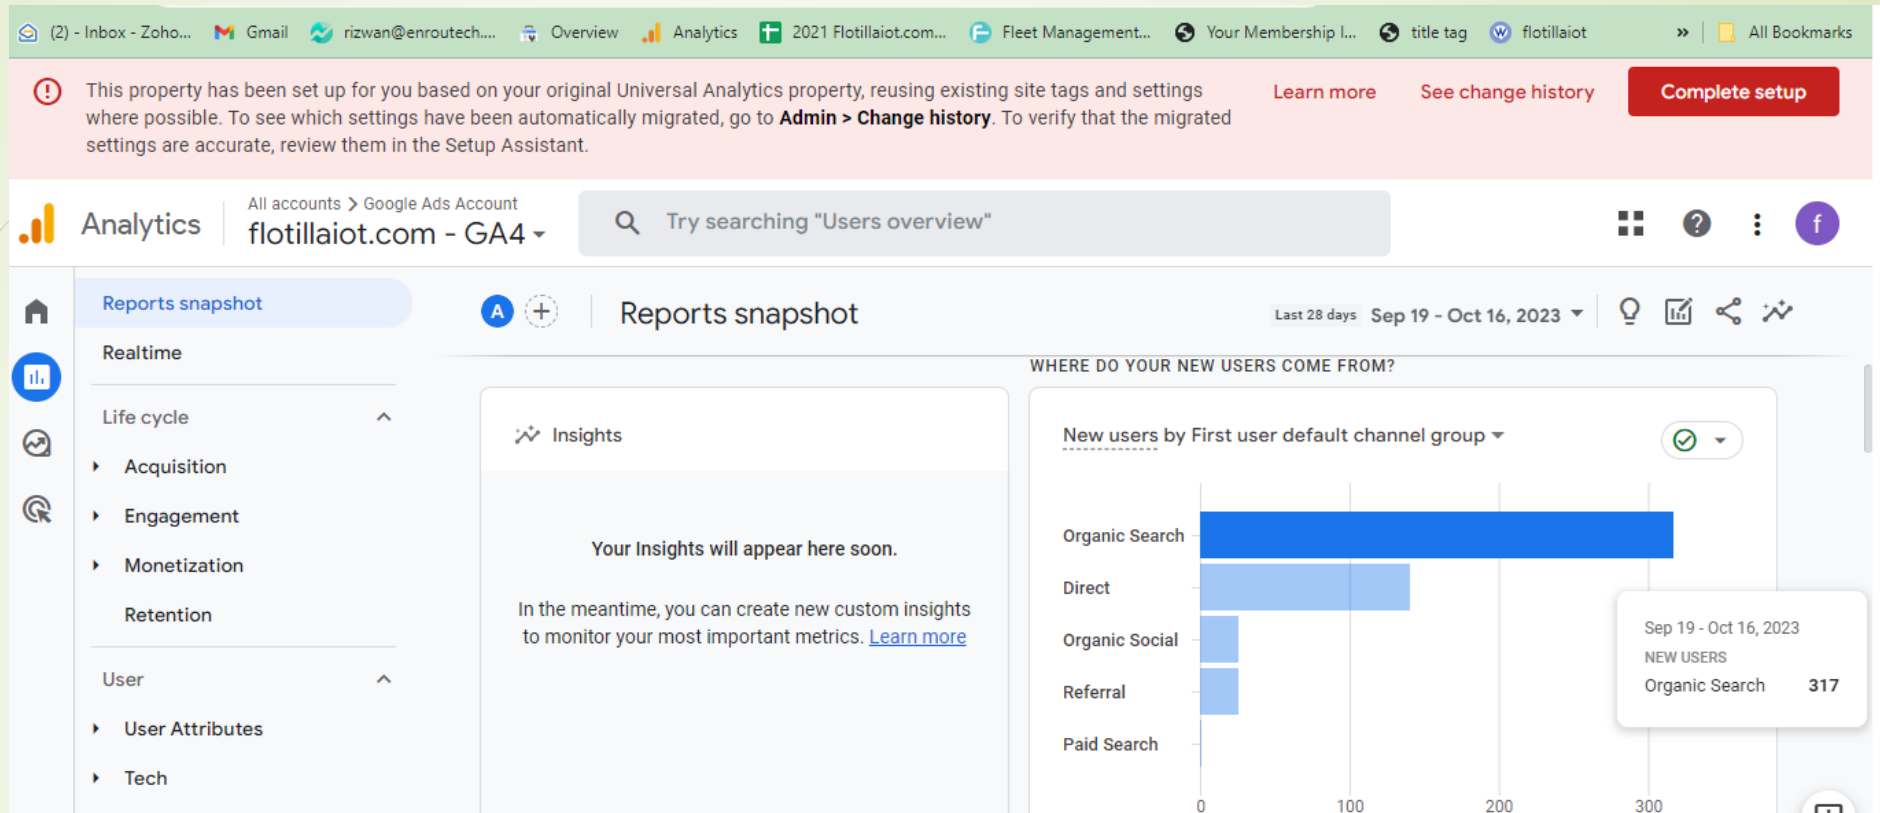 (2) - Inbox - Zoho... Gmail rizwan@enroutech.... Overview Analytics 2021 Flotillaiot.com... Fleet Management... Your Membership I... title tag flotillaiot » All Bookmarks
This property has been set up for you based on your original Universal Analytics property, reusing existing site tags and settings
where possible. To see which settings have been automatically migrated, go to Admin > Change history. To verify that the migrated
settings are accurate, review them in the Setup Assistant.
Learn more See change history Complete setup
Analytics
All accounts > Google Ads Account
flotillaiot.com - GA4
Try searching "Users overview"
f
Reports snapshot
Realtime
Life cycle
Acquisition
Engagement
Monetization
Retention
User
User Attributes
Tech
A
Reports snapshot
Last 28 days Sep 19 - Oct 16, 2023
Insights
Your Insights will appear here soon.
In the meantime, you can create new custom insights
to monitor your most important metrics. Learn more
WHERE DO YOUR NEW USERS COME FROM?
New users by First user default channel group
Organic Search
Direct
Organic Social
Referral
Paid Search
0 100 200 300
Sep 19 - Oct 16, 2023
NEW USERS
Organic Search 317